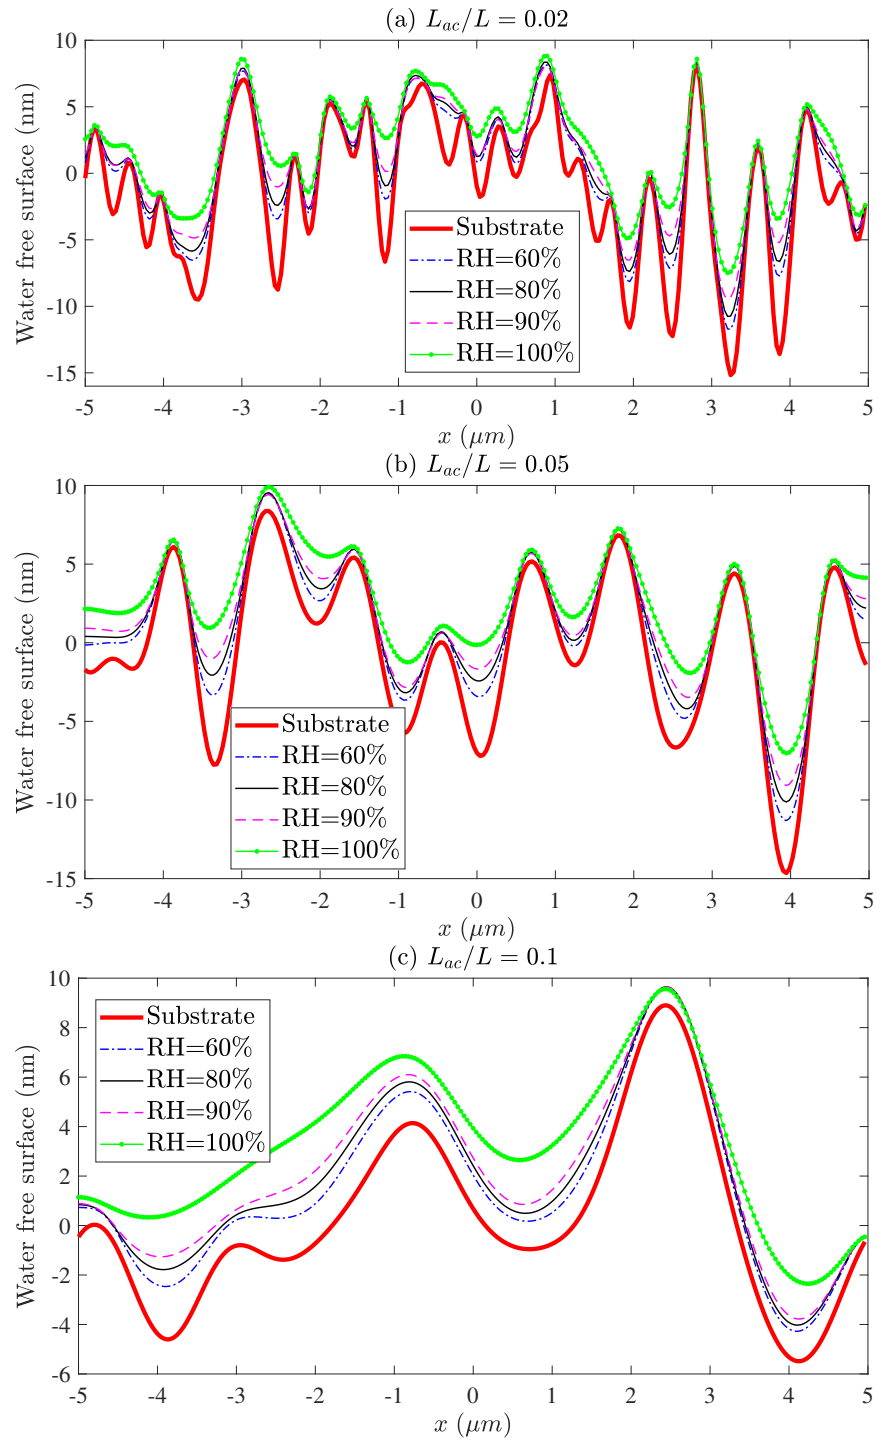 (a) L_ac/L = 0.02
10
5
0
-5
-10
-15
Water free surface (nm)
Substrate
RH=60%
RH=80%
RH=90%
RH=100%
-5 -4 -3 -2 -1 0 1 2 3 4 5
x (μm)
(b) L_ac/L = 0.05
10
5
0
-5
-10
-15
Water free surface (nm)
Substrate
RH=60%
RH=80%
RH=90%
RH=100%
-5 -4 -3 -2 -1 0 1 2 3 4 5
x (μm)
(c) L_ac/L = 0.1
10
8
6
4
2
0
-2
-4
-6
Water free surface (nm)
Substrate
RH=60%
RH=80%
RH=90%
RH=100%
-5 -4 -3 -2 -1 0 1 2 3 4 5
x (μm)